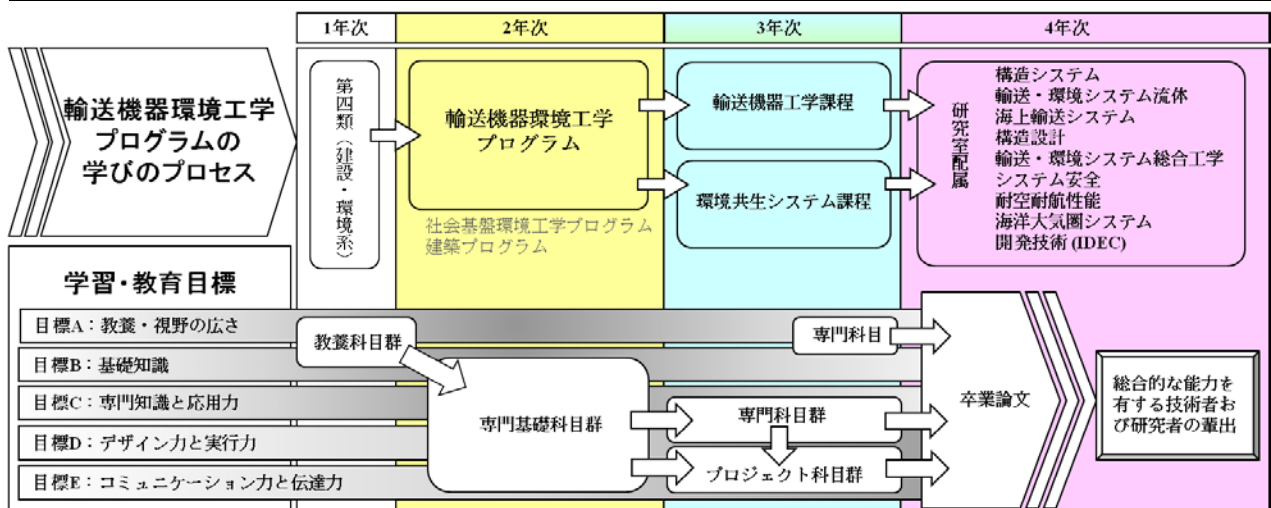 1年次
2年次
3年次
4年次
輸送機器環境工学
プログラムの
学びのプロセス
第四類（建設・環境系）
輸送機器環境工学
プログラム
社会基盤環境工学プログラム
建築プログラム
輸送機器工学課程
環境共生システム課程
研究室配属
構造システム
輸送・環境システム流体
海上輸送システム
構造設計
輸送・環境システム総合工学
システム安全
耐空耐航性能
海洋大気圏システム
開発技術 (IDEC)
学習・教育目標
目標A：教養・視野の広さ
目標B：基礎知識
目標C：専門知識と応用力
目標D：デザイン力と実行力
目標E：コミュニケーション力と伝達力
教養科目群
専門基礎科目群
専門科目
専門科目群
プロジェクト科目群
卒業論文
総合的な能力を
有する技術者お
び研究者の輩出